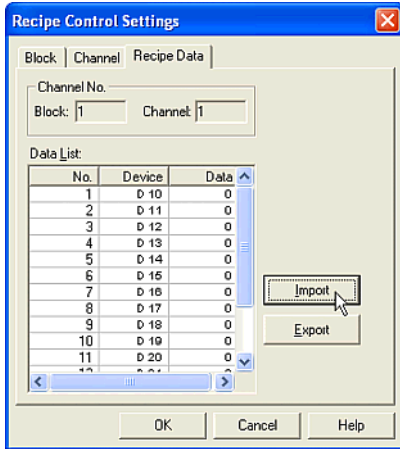 Recipe Control Settings
Block Channel Recipe Data
Channel No.
Block: 1 Channel: 1
Data List:
No. Device Data
1 D 10 0
2 D 11 0
3 D 12 0
4 D 13 0
5 D 14 0
6 D 15 0
7 D 16 0
8 D 17 0
9 D 18 0
10 D 19 0
11 D 20 0
Import
Export
OK Cancel Help